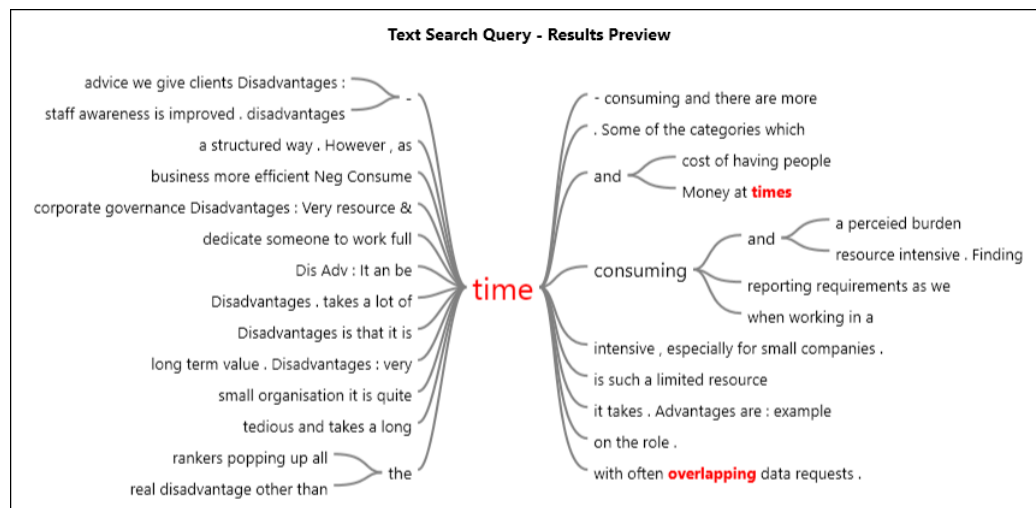 Text Search Query - Results Preview
advice we give clients Disadvantages :
staff awareness is improved . disadvantages
-
a structured way . However , as
business more efficient Neg Consume
corporate governance Disadvantages : Very resource &
dedicate someone to work full
Dis Adv : It an be
Disadvantages . takes a lot of
Disadvantages is that it is
long term value . Disadvantages : very
small organisation it is quite
tedious and takes a long
rankers popping up all
real disadvantage other than
the
time
- consuming and there are more
. Some of the categories which
and
cost of having people
Money at times
consuming
and
a perceied burden
resource intensive . Finding
reporting requirements as we
when working in a
intensive , especially for small companies .
is such a limited resource
it takes . Advantages are : example
on the role .
with often overlapping data requests .